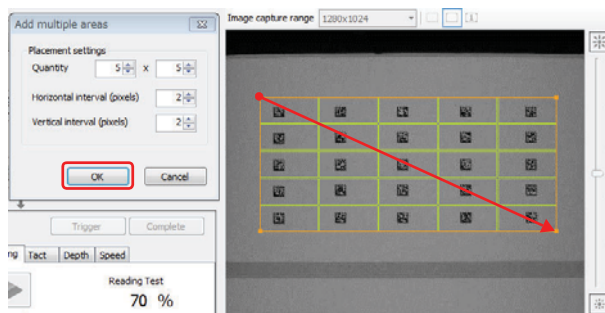 Add multiple areas
Placement settings
Quantity 5 x 5
Horizontal interval (pixels) 2
Vertical interval (pixels) 2
OK Cancel
Trigger Complete
Tact Depth Speed
Reading Test
70 %
Image capture range 1280x1024